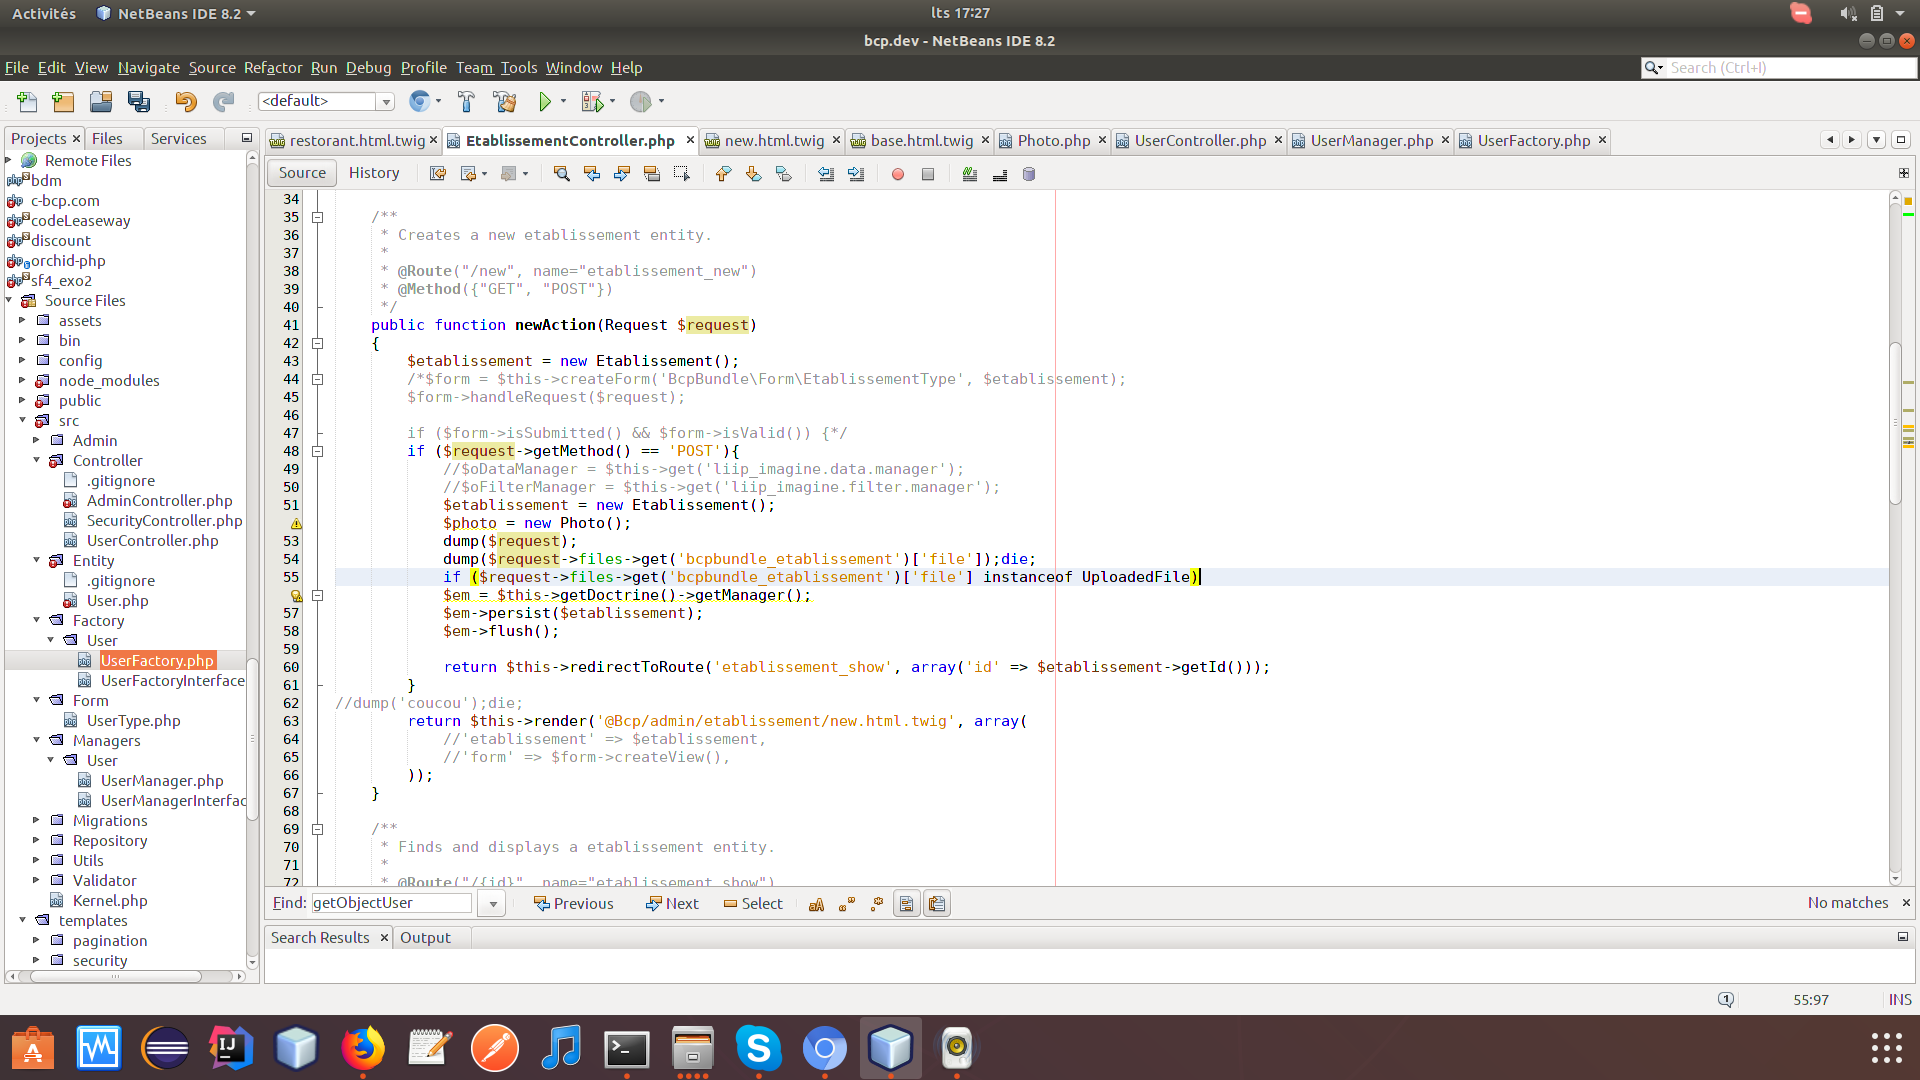 Activités NetBeans IDE 8.2 lts 17:27
bcp.dev - NetBeans IDE 8.2
File Edit View Navigate Source Refactor Run Debug Profile Team Tools Window Help Search (Ctrl+I)
<default>
Projects Files Services
restorant.html.twig EtablissementController.php new.html.twig base.html.twig Photo.php UserController.php UserManager.php UserFactory.php
Source History
Remote Files
bdm
c-bcp.com
codeLeaseway
discount
orchid-php
sf4_exo2
Source Files
assets
bin
config
node_modules
public
src
Admin
Controller
.gitignore
AdminController.php
SecurityController.php
UserController.php
Entity
.gitignore
User.php
Factory
User
UserFactory.php
UserFactoryInterface
Form
UserType.php
Managers
User
UserManager.php
UserManagerInterfac
Migrations
Repository
Utils
Validator
Kernel.php
templates
pagination
security
34
35 /**
36 * Creates a new etablissement entity.
37 *
38 * @Route("/new", name="etablissement_new")
39 * @Method({"GET", "POST"})
40 */
41 public function newAction(Request $request)
42 {
43 $etablissement = new Etablissement();
44 /*$form = $this->createForm('BcpBundle\Form\EtablissementType', $etablissement);
45 $form->handleRequest($request);
46
47 if ($form->isSubmitted() && $form->isValid()) {*/
48 if ($request->getMethod() == 'POST'){
49 //$oDataManager = $this->get('liip_imagine.data.manager');
50 //$oFilterManager = $this->get('liip_imagine.filter.manager');
51 $etablissement = new Etablissement();
$photo = new Photo();
53 dump($request);
54 dump($request->files->get('bcpbundle_etablissement')['file']);die;
55 if ($request->files->get('bcpbundle_etablissement')['file'] instanceof UploadedFile)
$em = $this->getDoctrine()->getManager();
57 $em->persist($etablissement);
58 $em->flush();
59
60 return $this->redirectToRoute('etablissement_show', array('id' => $etablissement->getId()));
61 }
62 //dump('coucou');die;
63 return $this->render('@Bcp/admin/etablissement/new.html.twig', array(
64 //'etablissement' => $etablissement,
65 //'form' => $form->createView(),
66 ));
67 }
68
69 /**
70 * Finds and displays a etablissement entity.
71 *
72 * @Route("/{id}", name="etablissement_show")
Find: getObjectUser Previous Next Select No matches
Search Results Output
1 55:97 INS